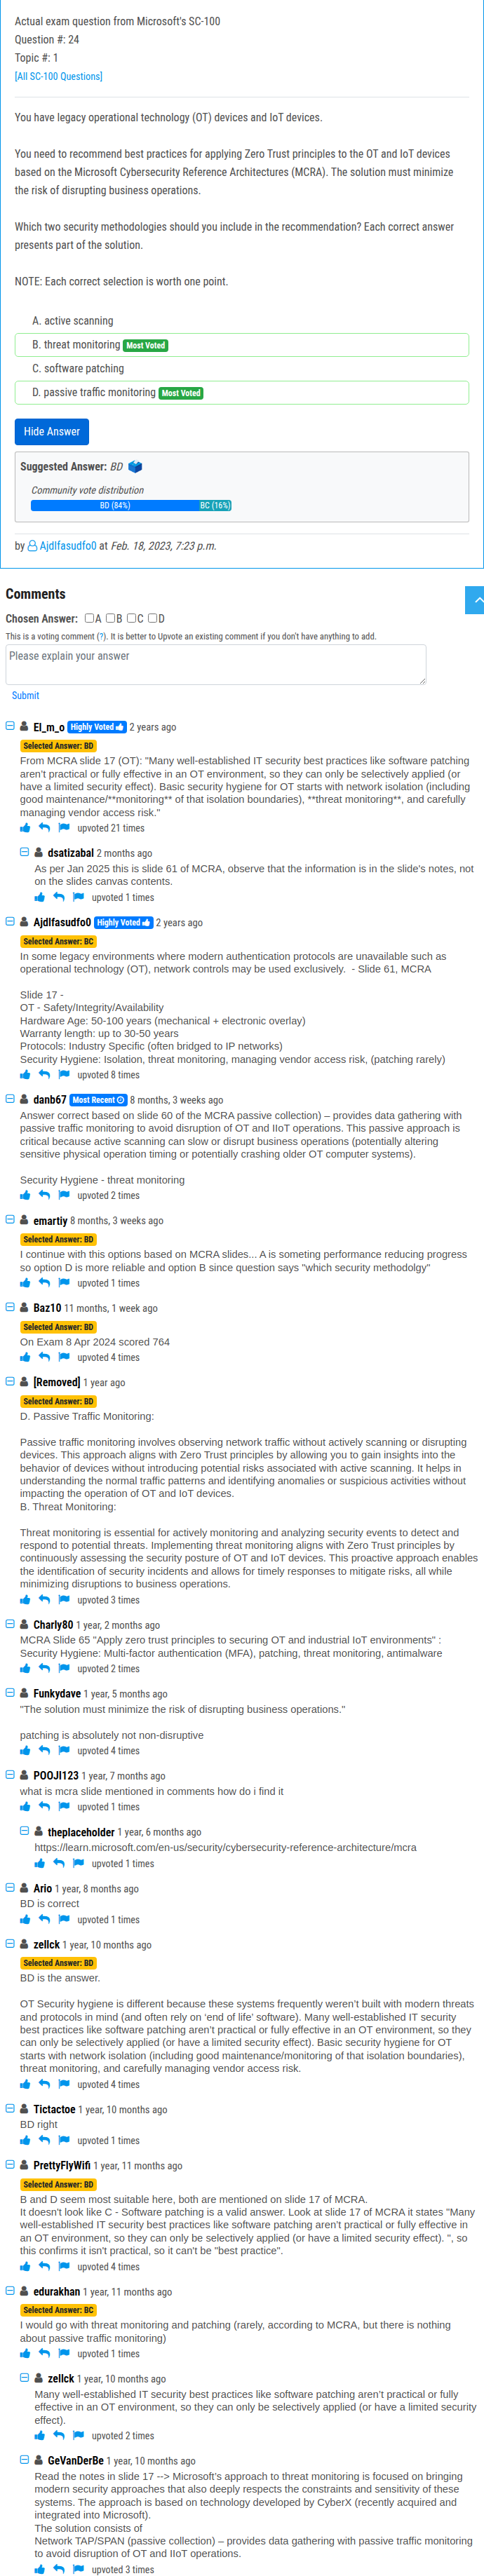 Actual exam question from Microsoft's SC-100
Question #: 24
Topic #: 1
[All SC-100 Questions]
You have legacy operational technology (OT) devices and IoT devices.
You need to recommend best practices for applying Zero Trust principles to the OT and IoT devices
based on the Microsoft Cybersecurity Reference Architectures (MCRA). The solution must minimize
the risk of disrupting business operations.
Which two security methodologies should you include in the recommendation? Each correct answer
presents part of the solution.
NOTE: Each correct selection is worth one point.
A. active scanning
B. threat monitoring Most Voted
C. software patching
D. passive traffic monitoring Most Voted
Hide Answer
Suggested Answer: BD
Community vote distribution
BD (84%) BC (16%)
by Ajdlfasudfo0 at Feb. 18, 2023, 7:23 p.m.
Comments
Chosen Answer: A B C D
This is a voting comment (?). It is better to Upvote an existing comment if you don't have anything to add.
Please explain your answer
Submit
El_m_o Highly Voted 2 years ago
Selected Answer: BD
From MCRA slide 17 (OT): "Many well-established IT security best practices like software patching
aren't practical or fully effective in an OT environment, so they can only be selectively applied (or
have a limited security effect). Basic security hygiene for OT starts with network isolation (including
good maintenance/**monitoring** of that isolation boundaries), **threat monitoring**, and carefully
managing vendor access risk."
upvoted 21 times
dsatizabal 2 months ago
As per Jan 2025 this is slide 61 of MCRA, observe that the information is in the slide's notes, not
on the slides canvas contents.
upvoted 1 times
Ajdlfasudfo0 Highly Voted 2 years ago
Selected Answer: BC
In some legacy environments where modern authentication protocols are unavailable such as
operational technology (OT), network controls may be used exclusively. - Slide 61, MCRA
Slide 17 -
OT - Safety/Integrity/Availability
Hardware Age: 50-100 years (mechanical + electronic overlay)
Warranty length: up to 30-50 years
Protocols: Industry Specific (often bridged to IP networks)
Security Hygiene: Isolation, threat monitoring, managing vendor access risk, (patching rarely)
upvoted 8 times
danb67 Most Recent 8 months, 3 weeks ago
Answer correct based on slide 60 of the MCRA passive collection) – provides data gathering with
passive traffic monitoring to avoid disruption of OT and IIoT operations. This passive approach is
critical because active scanning can slow or disrupt business operations (potentially altering
sensitive physical operation timing or potentially crashing older OT computer systems).
Security Hygiene - threat monitoring
upvoted 2 times
emartiy 8 months, 3 weeks ago
Selected Answer: BD
I continue with this options based on MCRA slides... A is someting performance reducing progress
so option D is more reliable and option B since question says "which security methodolgy"
upvoted 1 times
Baz10 11 months, 1 week ago
Selected Answer: BD
On Exam 8 Apr 2024 scored 764
upvoted 4 times
[Removed] 1 year ago
Selected Answer: BD
D. Passive Traffic Monitoring:
Passive traffic monitoring involves observing network traffic without actively scanning or disrupting
devices. This approach aligns with Zero Trust principles by allowing you to gain insights into the
behavior of devices without introducing potential risks associated with active scanning. It helps in
understanding the normal traffic patterns and identifying anomalies or suspicious activities without
impacting the operation of OT and IoT devices.
B. Threat Monitoring:
Threat monitoring is essential for actively monitoring and analyzing security events to detect and
respond to potential threats. Implementing threat monitoring aligns with Zero Trust principles by
continuously assessing the security posture of OT and IoT devices. This proactive approach enables
the identification of security incidents and allows for timely responses to mitigate risks, all while
minimizing disruptions to business operations.
upvoted 3 times
Charly80 1 year, 2 months ago
MCRA Slide 65 "Apply zero trust principles to securing OT and industrial IoT environments" :
Security Hygiene: Multi-factor authentication (MFA), patching, threat monitoring, antimalware
upvoted 2 times
Funkydave 1 year, 5 months ago
"The solution must minimize the risk of disrupting business operations."
patching is absolutely not non-disruptive
upvoted 4 times
POOJI123 1 year, 7 months ago
what is mcra slide mentioned in comments how do i find it
upvoted 1 times
theplaceholder 1 year, 6 months ago
https://learn.microsoft.com/en-us/security/cybersecurity-reference-architecture/mcra
upvoted 1 times
Ario 1 year, 8 months ago
BD is correct
upvoted 1 times
zellck 1 year, 10 months ago
Selected Answer: BD
BD is the answer.
OT Security hygiene is different because these systems frequently weren't built with modern threats
and protocols in mind (and often rely on 'end of life' software). Many well-established IT security
best practices like software patching aren't practical or fully effective in an OT environment, so they
can only be selectively applied (or have a limited security effect). Basic security hygiene for OT
starts with network isolation (including good maintenance/monitoring of that isolation boundaries),
threat monitoring, and carefully managing vendor access risk.
upvoted 4 times
Tictactoe 1 year, 10 months ago
BD right
upvoted 1 times
PrettyFlyWifi 1 year, 11 months ago
Selected Answer: BD
B and D seem most suitable here, both are mentioned on slide 17 of MCRA.
It doesn't look like C - Software patching is a valid answer. Look at slide 17 of MCRA it states "Many
well-established IT security best practices like software patching aren't practical or fully effective in
an OT environment, so they can only be selectively applied (or have a limited security effect). ", so
this confirms it isn't practical, so it can't be "best practice".
upvoted 4 times
edurakhan 1 year, 11 months ago
Selected Answer: BC
I would go with threat monitoring and patching (rarely, according to MCRA, but there is nothing
about passive traffic monitoring)
upvoted 1 times
zellck 1 year, 10 months ago
Many well-established IT security best practices like software patching aren't practical or fully
effective in an OT environment, so they can only be selectively applied (or have a limited security
effect).
upvoted 2 times
GeVanDerBe 1 year, 10 months ago
Read the notes in slide 17 --> Microsoft's approach to threat monitoring is focused on bringing
modern security approaches that also deeply respects the constraints and sensitivity of these
systems. The approach is based on technology developed by CyberX (recently acquired and
integrated into Microsoft).
The solution consists of
Network TAP/SPAN (passive collection) – provides data gathering with passive traffic monitoring
to avoid disruption of OT and IIoT operations.
upvoted 3 times